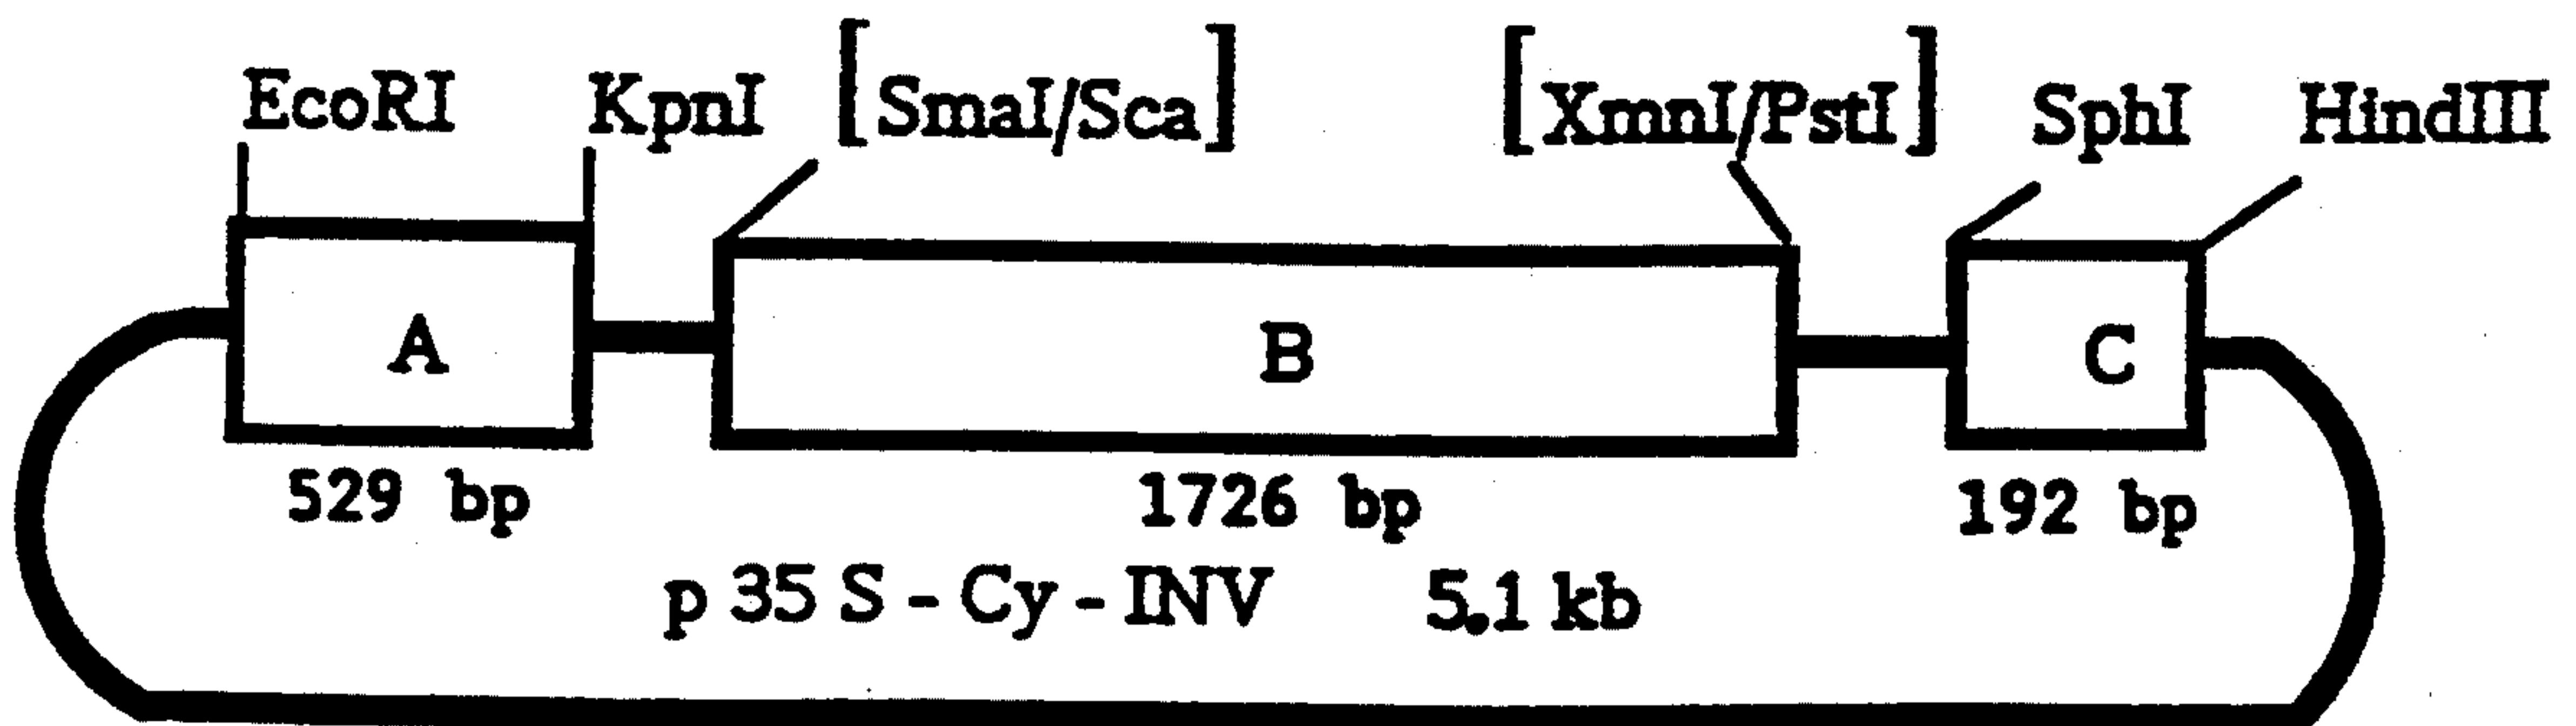 EcoRI KpnI [SmaI/Sca] [XmnI/PstI] SphI HindIII
A B C
529 bp 1726 bp 192 bp
p 35 S - Cy - INV 5.1 kb